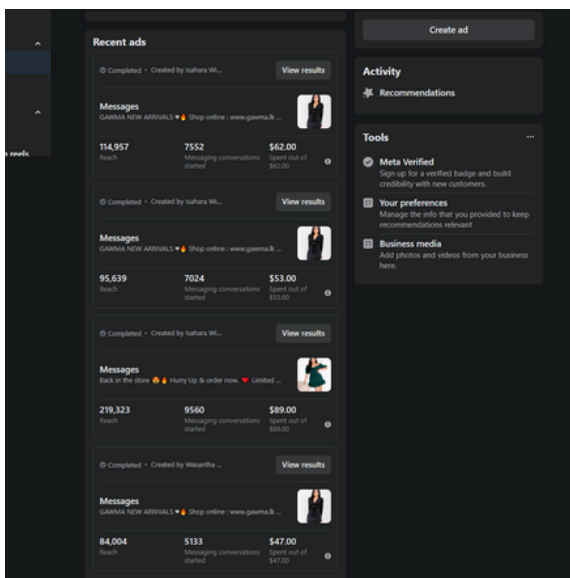 Create ad
Recent ads
Completed • Created by Isahara Wi...
View results
Messages
GAWMA NEW ARRIVALS ❤🔥 Shop online : www.gawma.lk ...
114,957
Reach
7552
Messaging conversations
started
$62.00
Spent out of
$62.00
Completed • Created by Isahara Wi...
View results
Messages
GAWMA NEW ARRIVALS ❤🔥 Shop online : www.gawma.lk ...
95,639
Reach
7024
Messaging conversations
started
$53.00
Spent out of
$53.00
Completed • Created by Isahara Wi...
View results
Messages
Back in the store 😍🔥 Hurry Up & order now. ❤ Limited ...
219,323
Reach
9560
Messaging conversations
started
$89.00
Spent out of
$89.00
Completed • Created by Wasantha ...
View results
Messages
GAWMA NEW ARRIVALS ❤🔥 Shop online : www.gawma.lk ...
84,004
Reach
5133
Messaging conversations
started
$47.00
Spent out of
$47.00
Activity
Recommendations
Tools
...
Meta Verified
Sign up for a verified badge and build
credibility with new customers.
Your preferences
Manage the info that you provided to keep
recommendations relevant
Business media
Add photos and videos from your business
here.
reels